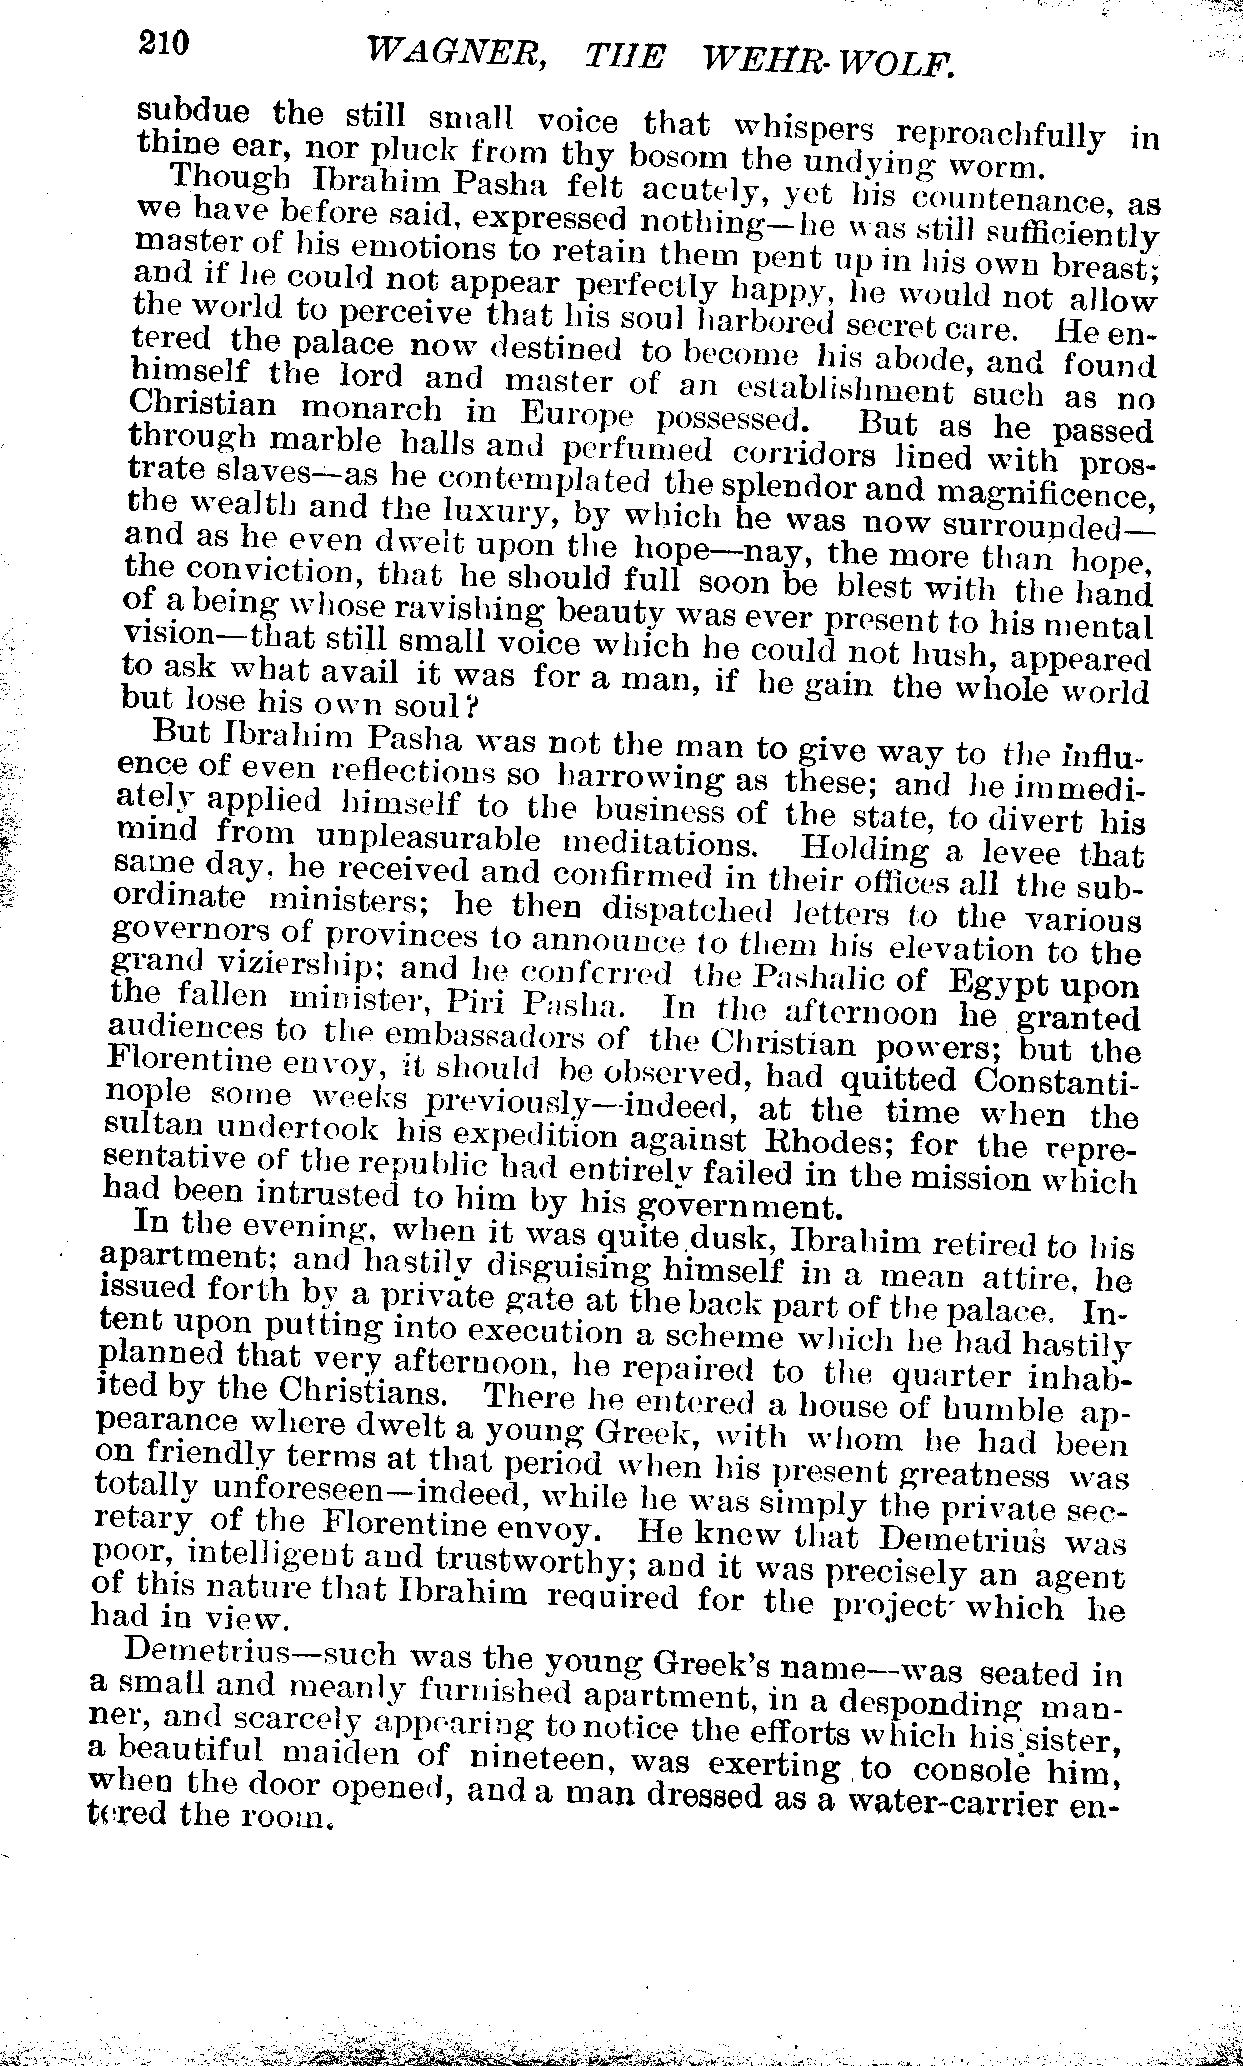 210 WAGNER, THE WEHR-WOLF.
subdue the still small voice that whispers reproachfully in
thine ear, nor pluck from thy bosom the undying worm.
Though Ibrahim Pasha felt acutely, yet his countenance, as
we have before said, expressed nothing—he was still sufficiently
master of his emotions to retain them pent up in his own breast;
and if he could not appear perfectly happy, he would not allow
the world to perceive that his soul harbored secret care. He en-
tered the palace now destined to become his abode, and found
himself the lord and master of an establishment such as no
Christian monarch in Europe possessed. But as he passed
through marble halls and perfumed corridors lined with pros-
trate slaves—as he contemplated the splendor and magnificence,
the wealth and the luxury, by which he was now surrounded—
and as he even dwelt upon the hope—nay, the more than hope,
the conviction, that he should full soon be blest with the hand
of a being whose ravishing beauty was ever present to his mental
vision—that still small voice which he could not hush, appeared
to ask what avail it was for a man, if he gain the whole world
but lose his own soul?
But Ibrahim Pasha was not the man to give way to the influ-
ence of even reflections so harrowing as these; and he immedi-
ately applied himself to the business of the state, to divert his
mind from unpleasurable meditations. Holding a levee that
same day, he received and confirmed in their offices all the sub-
ordinate ministers; he then dispatched letters to the various
governors of provinces to announce to them his elevation to the
grand viziership; and he conferred the Pashalic of Egypt upon
the fallen minister, Piri Pasha. In the afternoon he granted
audiences to the embassadors of the Christian powers; but the
Florentine envoy, it should be observed, had quitted Constanti-
nople some weeks previously—indeed, at the time when the
sultan undertook his expedition against Rhodes; for the repre-
sentative of the republic had entirely failed in the mission which
had been intrusted to him by his government.
In the evening, when it was quite dusk, Ibrahim retired to his
apartment; and hastily disguising himself in a mean attire, he
issued forth by a private gate at the back part of the palace. In-
tent upon putting into execution a scheme which he had hastily
planned that very afternoon, he repaired to the quarter inhab-
ited by the Christians. There he entered a house of humble ap-
pearance where dwelt a young Greek, with whom he had been
on friendly terms at that period when his present greatness was
totally unforeseen—indeed, while he was simply the private sec-
retary of the Florentine envoy. He knew that Demetrius was
poor, intelligent and trustworthy; and it was precisely an agent
of this nature that Ibrahim required for the project which he
had in view.
Demetrius—such was the young Greek's name—was seated in
a small and meanly furnished apartment, in a desponding man-
ner, and scarcely appearing to notice the efforts which his sister,
a beautiful maiden of nineteen, was exerting to console him,
when the door opened, and a man dressed as a water-carrier en-
tered the room.